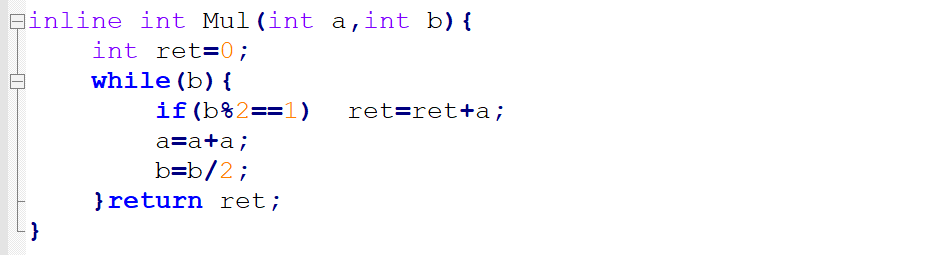 inline int Mul(int a,int b){
    int ret=0;
    while(b){
        if(b%2==1)  ret=ret+a;
        a=a+a;
        b=b/2;
    }return ret;
}